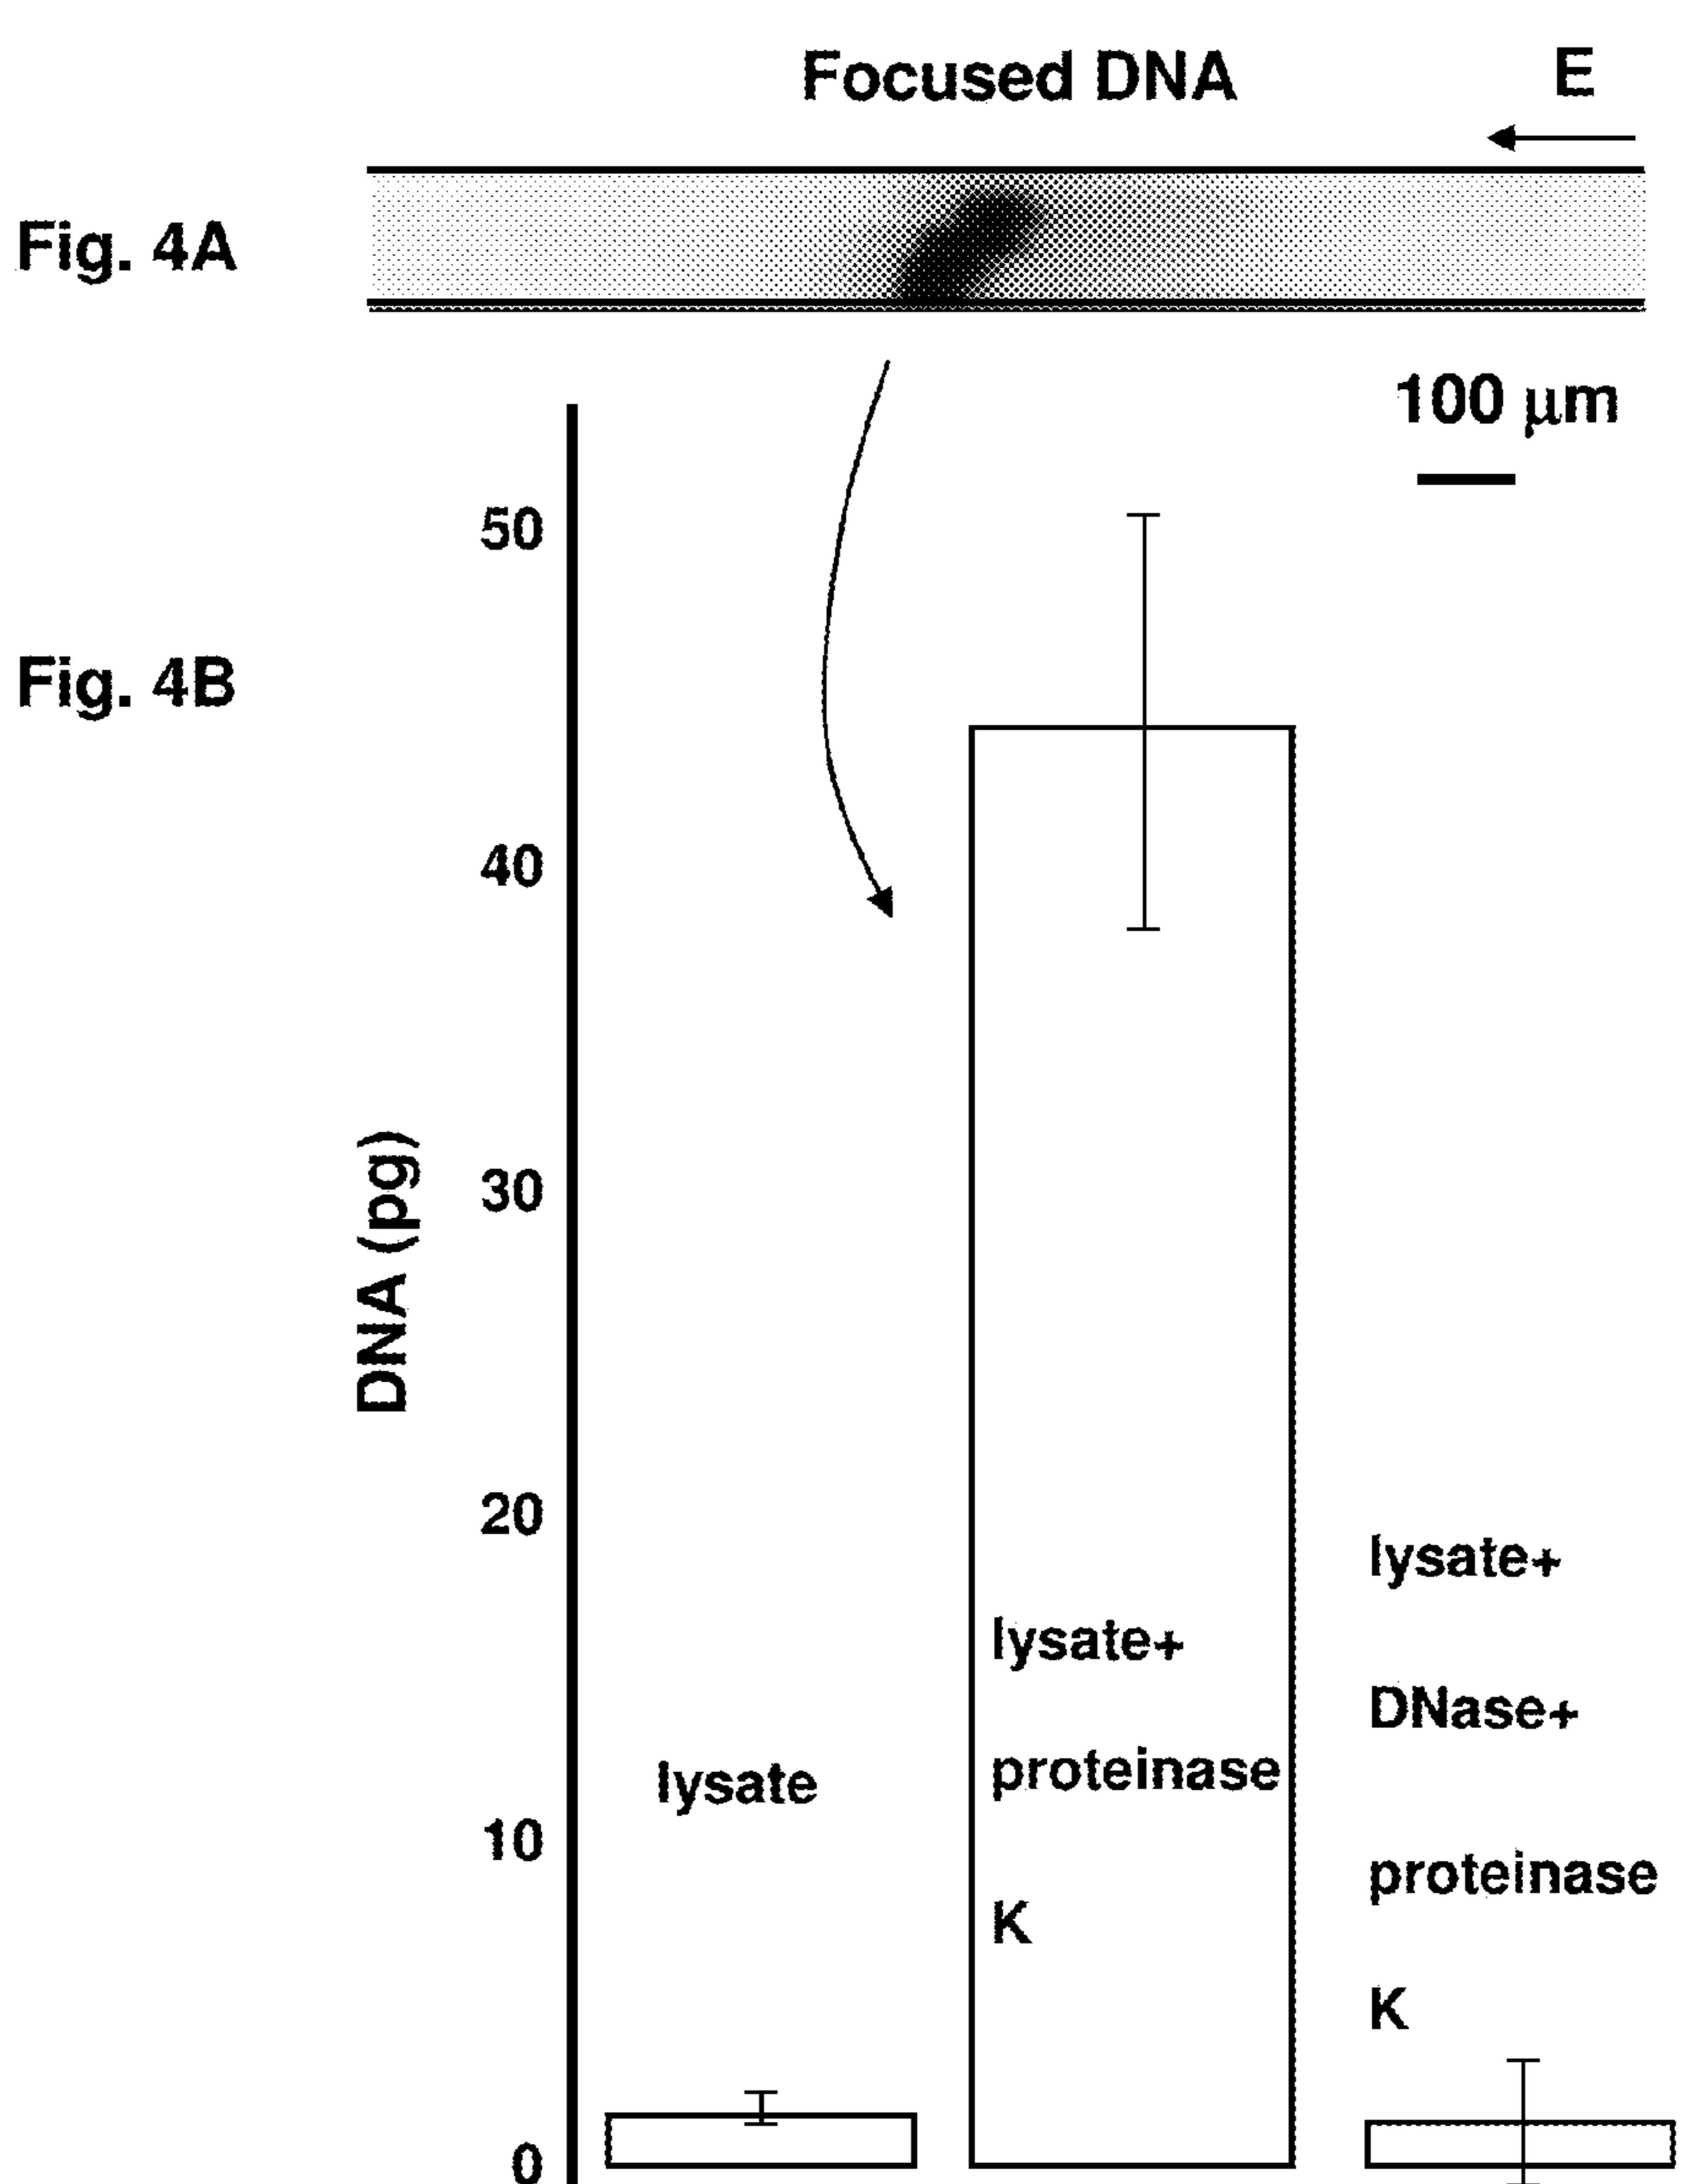 Focused DNA
E
Fig. 4A
100 μm
Fig. 4B
50
40
30
20
10
0
DNA (pg)
lysate
lysate+
proteinase
K
lysate+
DNase+
proteinase
K